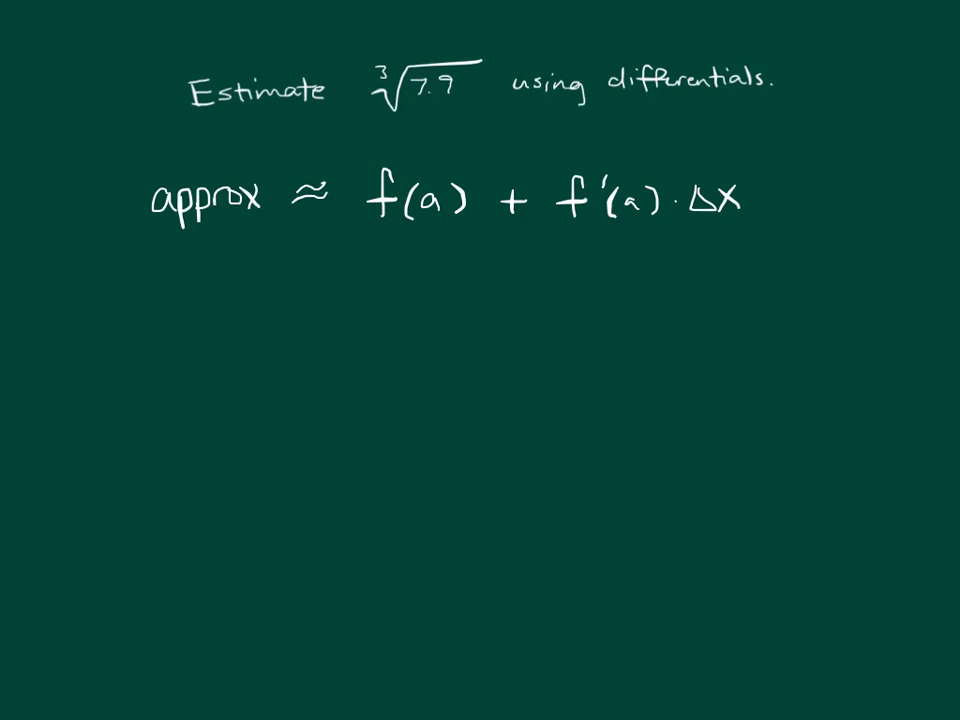 Estimate ∛7.9 using differentials.
approx ≈ f(a) + f'(a) · Δx